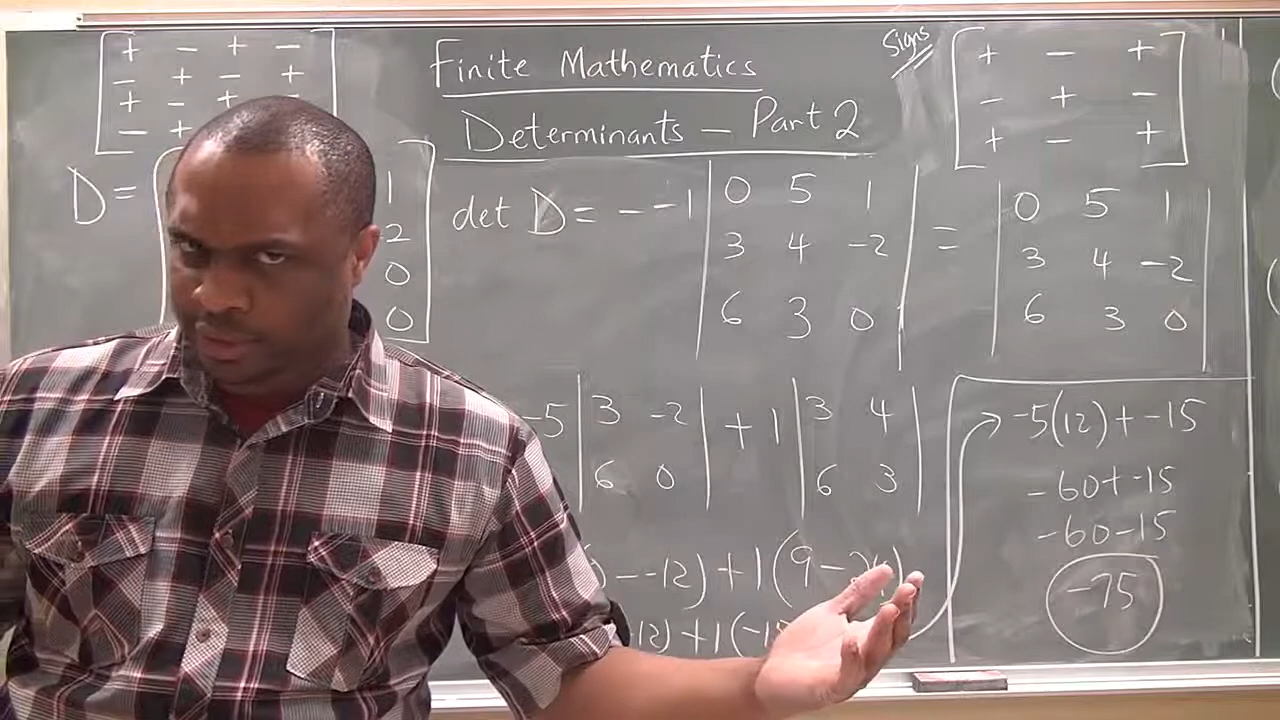 + - + -
- + - +
+ - +
- +
Finite Mathematics
Determinants - Part 2
Signs
+ - +
- + -
+ - +
D =
1
-2
0
0
det D = - -1 | 0 5 1 | = | 0 5 1 |
| 3 4 -2 | | 3 4 -2 |
| 6 3 0 | | 6 3 0 |
-5 | 3 -2 | + 1 | 3 4 |
| 6 0 | | 6 3 |
- -12) + 1(9 -
12) + 1(-15
-5(12) + -15
-60 + -15
-60 - 15
-75